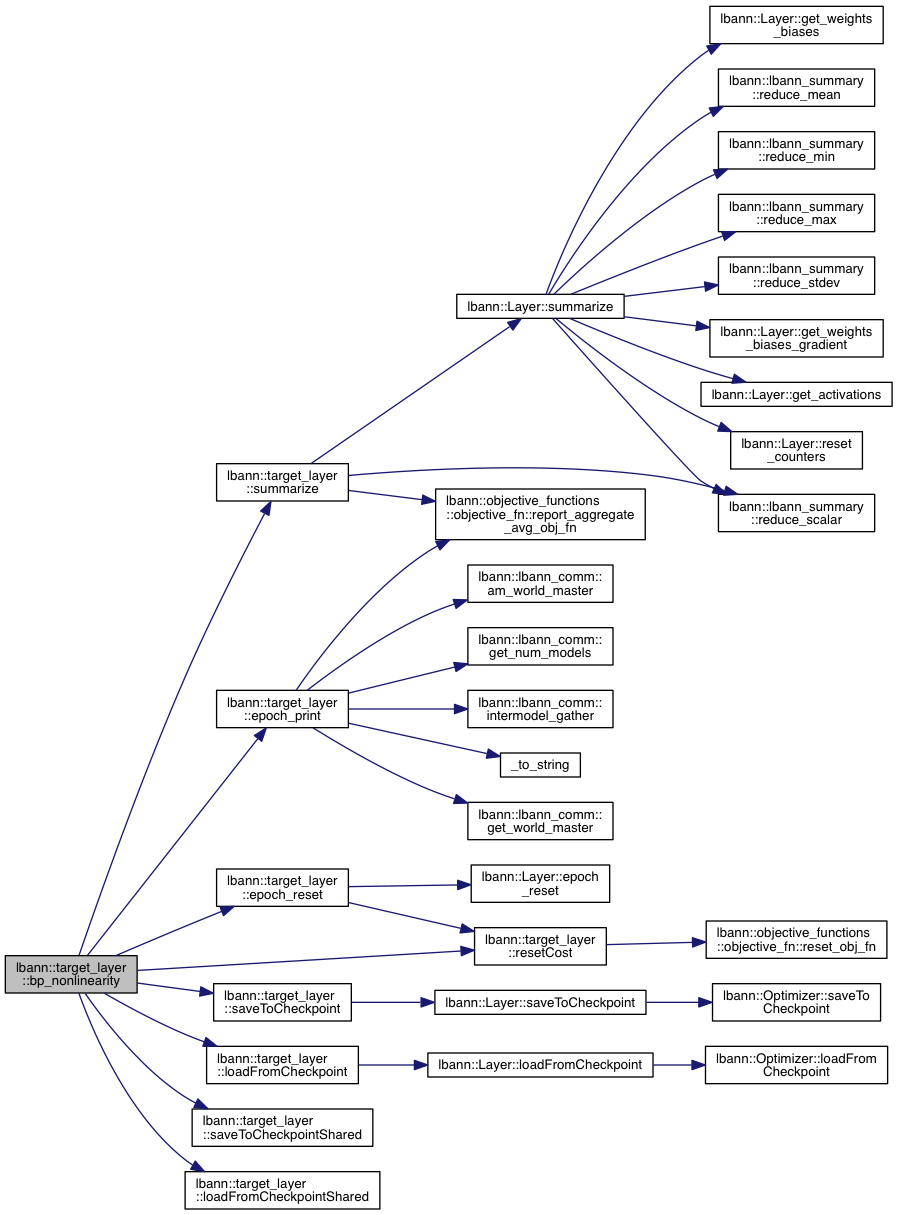 lbann::Layer::get_weights
_biases
lbann::lbann_summary
::reduce_mean
lbann::lbann_summary
::reduce_min
lbann::lbann_summary
::reduce_max
lbann::lbann_summary
::reduce_stdev
lbann::Layer::summarize
lbann::Layer::get_weights
_biases_gradient
lbann::Layer::get_activations
lbann::Layer::reset
_counters
lbann::target_layer
::summarize
lbann::objective_functions
::objective_fn::report_aggregate
_avg_obj_fn
lbann::lbann_summary
::reduce_scalar
lbann::lbann_comm::
am_world_master
lbann::lbann_comm::
get_num_models
lbann::target_layer
::epoch_print
lbann::lbann_comm::
intermodel_gather
_to_string
lbann::lbann_comm::
get_world_master
lbann::target_layer
::epoch_reset
lbann::Layer::epoch
_reset
lbann::target_layer
::resetCost
lbann::objective_functions
::objective_fn::reset_obj_fn
lbann::target_layer
::bp_nonlinearity
lbann::target_layer
::saveToCheckpoint
lbann::Layer::saveToCheckpoint
lbann::Optimizer::saveTo
Checkpoint
lbann::target_layer
::loadFromCheckpoint
lbann::Layer::loadFromCheckpoint
lbann::Optimizer::loadFrom
Checkpoint
lbann::target_layer
::saveToCheckpointShared
lbann::target_layer
::loadFromCheckpointShared